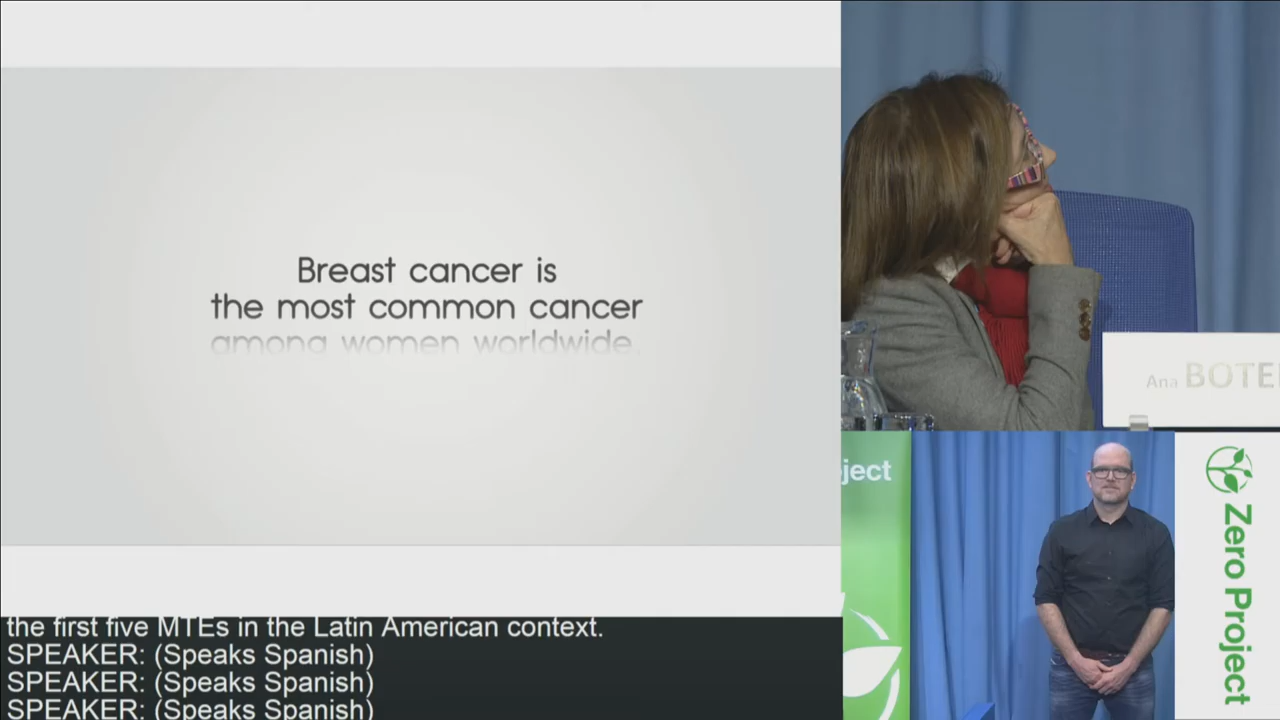 Breast cancer is
the most common cancer
among women worldwide.
Ana BOTE
ject
Zero Project
the first five MTEs in the Latin American context.
SPEAKER: (Speaks Spanish)
SPEAKER: (Speaks Spanish)
SPEAKER: (Speaks Spanish)